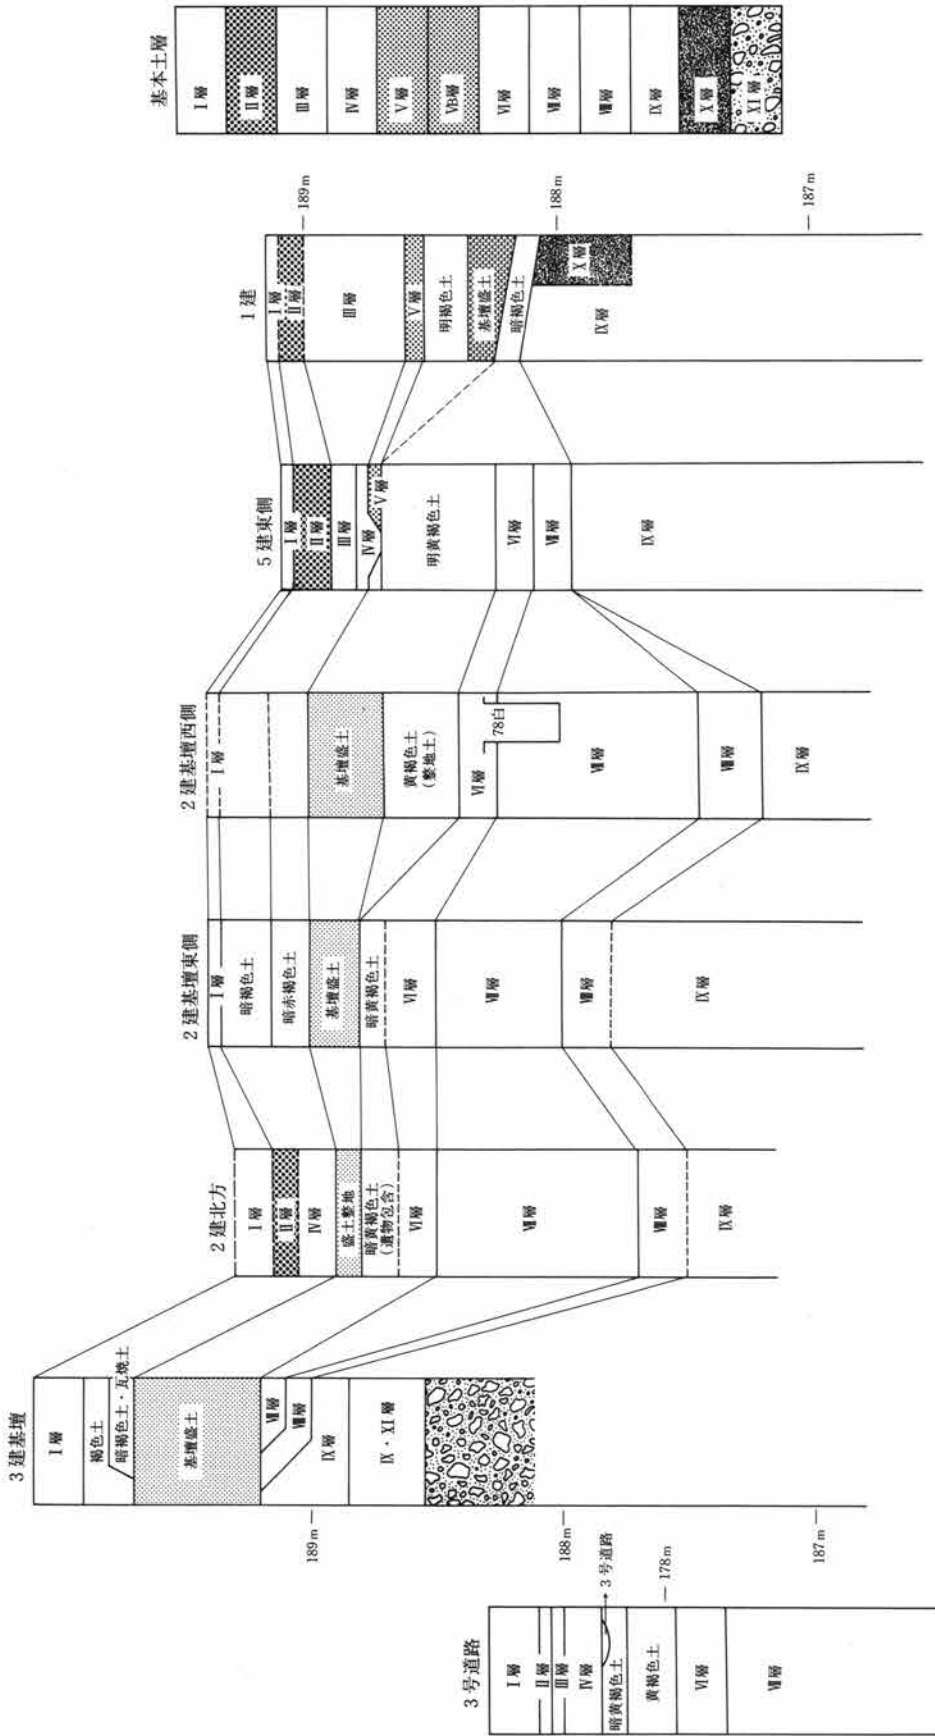 3号道路
Ⅰ層
Ⅱ層
Ⅲ層
Ⅳ層
暗黄褐色土
黄褐色土
Ⅵ層
Ⅶ層
3号道路
178m
3建基壇
Ⅰ層
褐色土
暗褐色土・瓦焼土
基壇盛土
Ⅶ層
Ⅷ層
Ⅸ層
Ⅸ・Ⅺ層
189m
188m
187m
2建北方
Ⅰ層
Ⅱ層
Ⅳ層
盛土整地
暗黄褐色土
(遺物包含)
Ⅵ層
Ⅶ層
Ⅷ層
Ⅸ層
2建基壇東側
Ⅰ層
暗褐色土
暗赤褐色土
基壇盛土
暗黄褐色土
Ⅵ層
Ⅶ層
Ⅷ層
Ⅸ層
2建基壇西側
Ⅰ層
基壇盛土
黄褐色土
(整地土)
Ⅵ層
78白
Ⅶ層
Ⅷ層
Ⅸ層
5建東側
Ⅰ層
Ⅱ層
Ⅲ層
Ⅳ層
Ⅴ層
明黄褐色土
Ⅵ層
Ⅷ層
Ⅸ層
1建
Ⅰ層
Ⅱ層
Ⅲ層
Ⅴ層
明褐色土
基壇盛土
暗褐色土
Ⅹ層
Ⅸ層
189m
188m
187m
基本土層
Ⅰ層
Ⅱ層
Ⅲ層
Ⅳ層
Ⅴ層
ⅤB層
Ⅵ層
Ⅶ層
Ⅷ層
Ⅸ層
Ⅹ層
Ⅺ層